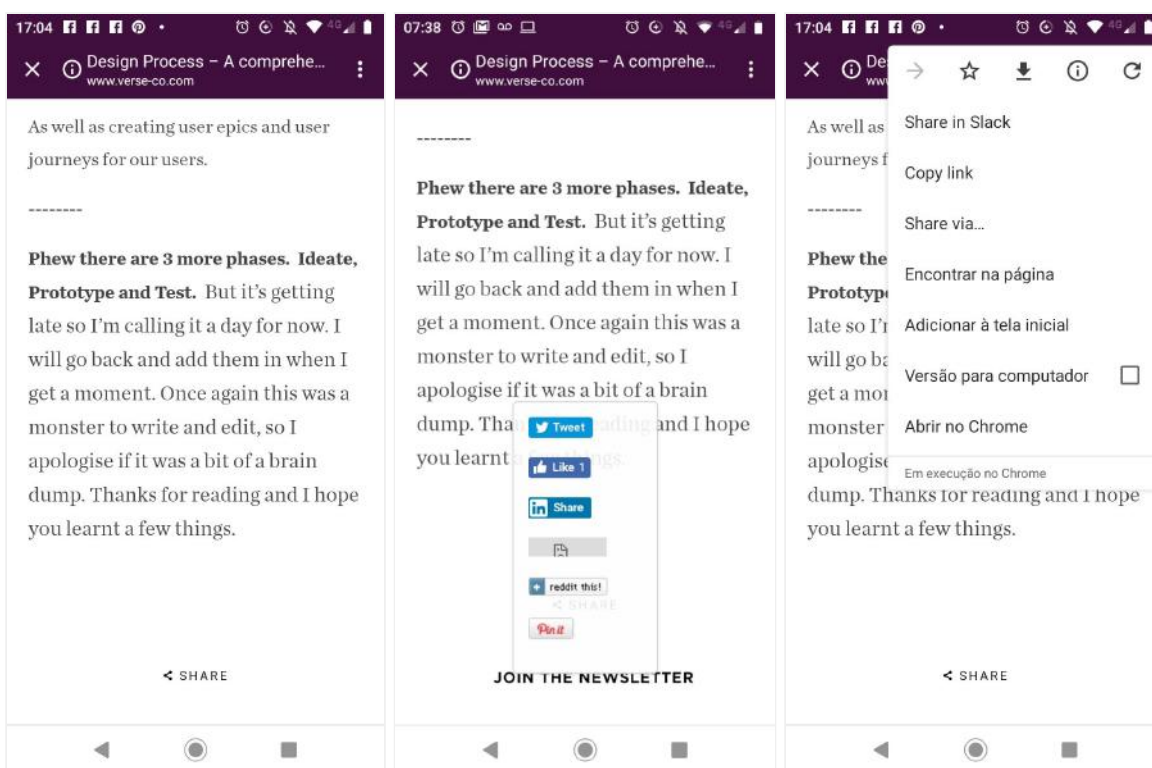 17:04
4G
Design Process – A comprehe...
www.verse-co.com
As well as creating user epics and user
journeys for our users.
--------
Phew there are 3 more phases. Ideate,
Prototype and Test. But it's getting
late so I'm calling it a day for now. I
will go back and add them in when I
get a moment. Once again this was a
monster to write and edit, so I
apologise if it was a bit of a brain
dump. Thanks for reading and I hope
you learnt a few things.
SHARE
07:38
4G
Design Process – A comprehe...
www.verse-co.com
--------
Phew there are 3 more phases. Ideate,
Prototype and Test. But it's getting
late so I'm calling it a day for now. I
will go back and add them in when I
get a moment. Once again this was a
monster to write and edit, so I
apologise if it was a bit of a brain
dump. Tha reading and I hope
you learnt a few things.
Tweet
Like 1
in Share
reddit this!
SHARE
Pin it
JOIN THE NEWSLETTER
17:04
4G
De
www
As well as
journeys f
--------
Phew the
Prototype
late so I'm
will go ba
get a mor
monster
apologise
dump. Thanks for reading and I hope
you learnt a few things.
SHARE
Share in Slack
Copy link
Share via...
Encontrar na página
Adicionar à tela inicial
Versão para computador
Abrir no Chrome
Em execução no Chrome